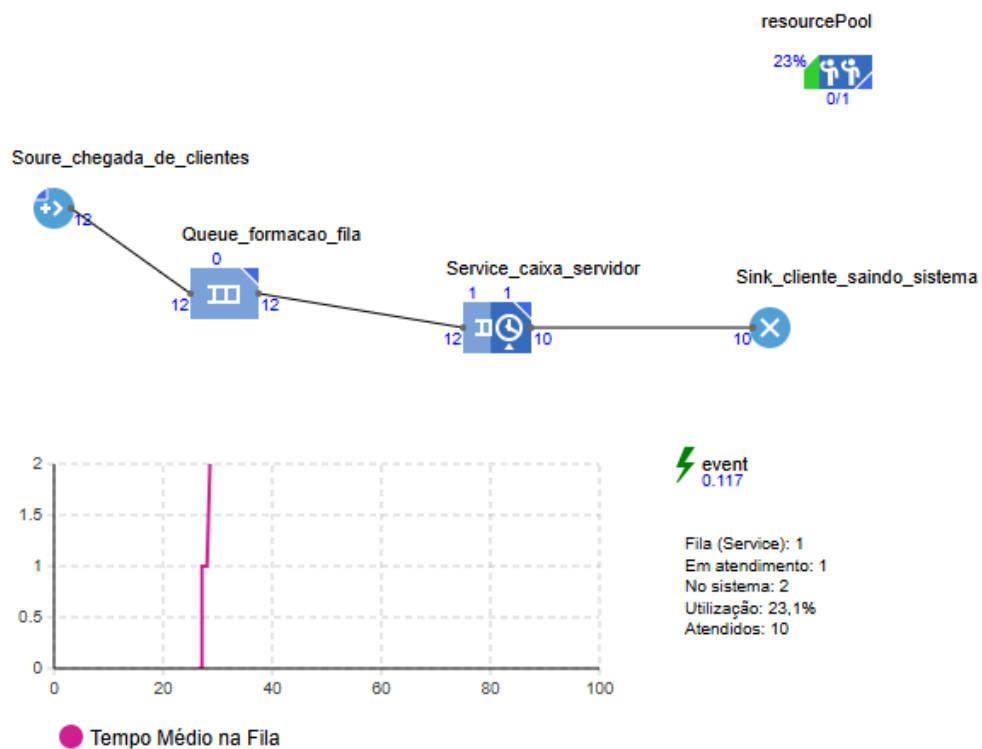 resourcePool
23%
0/1
Soure_chegada_de_clientes
12
Queue_formacao_fila
0
12
12
Service_caixa_servidor
1 1
12
10
Sink_cliente_saindo_sistema
10
2
1.5
1
0.5
0
0 20 40 60 80 100
Tempo Médio na Fila
event
0.117
Fila (Service): 1
Em atendimento: 1
No sistema: 2
Utilização: 23,1%
Atendidos: 10